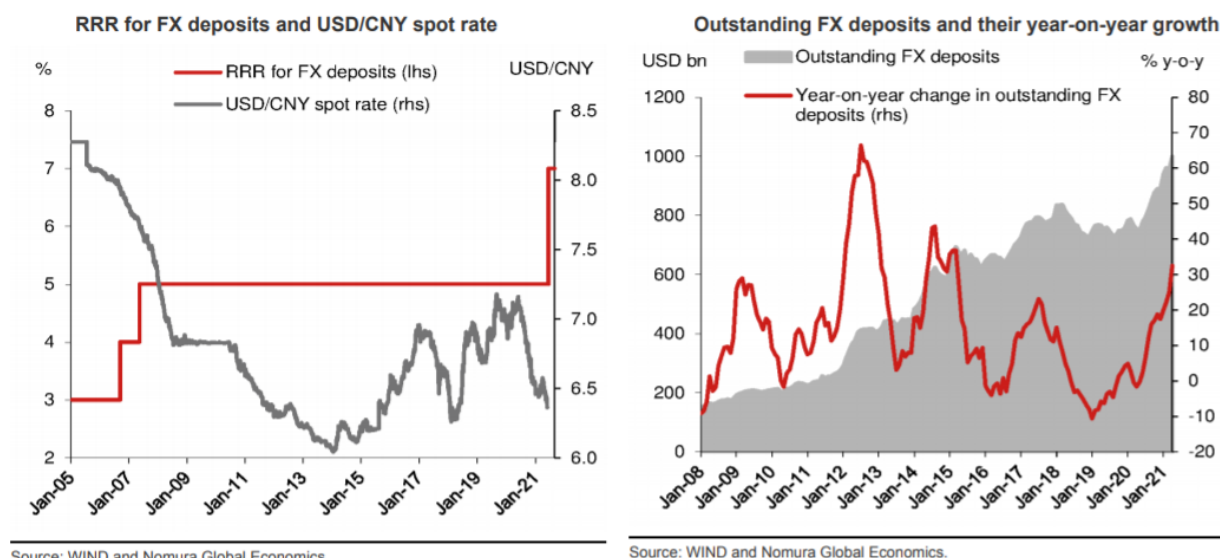 RRR for FX deposits and USD/CNY spot rate
%
USD/CNY
RRR for FX deposits (lhs)
USD/CNY spot rate (rhs)
8
7
6
5
4
3
2
8.5
8.0
7.5
7.0
6.5
6.0
Jan-05
Jan-07
Jan-09
Jan-11
Jan-13
Jan-15
Jan-17
Jan-19
Jan-21
Source: WIND and Nomura Global Economics.
Outstanding FX deposits and their year-on-year growth
USD bn
% y-o-y
Outstanding FX deposits
Year-on-year change in outstanding FX
deposits (rhs)
1200
1000
800
600
400
200
0
80
70
60
50
40
30
20
10
0
-10
-20
Jan-08
Jan-09
Jan-10
Jan-11
Jan-12
Jan-13
Jan-14
Jan-15
Jan-16
Jan-17
Jan-18
Jan-19
Jan-20
Jan-21
Source: WIND and Nomura Global Economics.